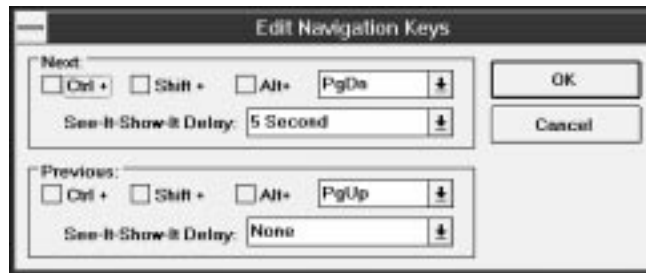 Edit Navigation Keys
Next:
Ctrl + Shift + Alt+ PgDn
See-It-Show-It Delay: 5 Second
Previous:
Ctrl + Shift + Alt+ PgUp
See-It-Show-It Delay: None
OK
Cancel